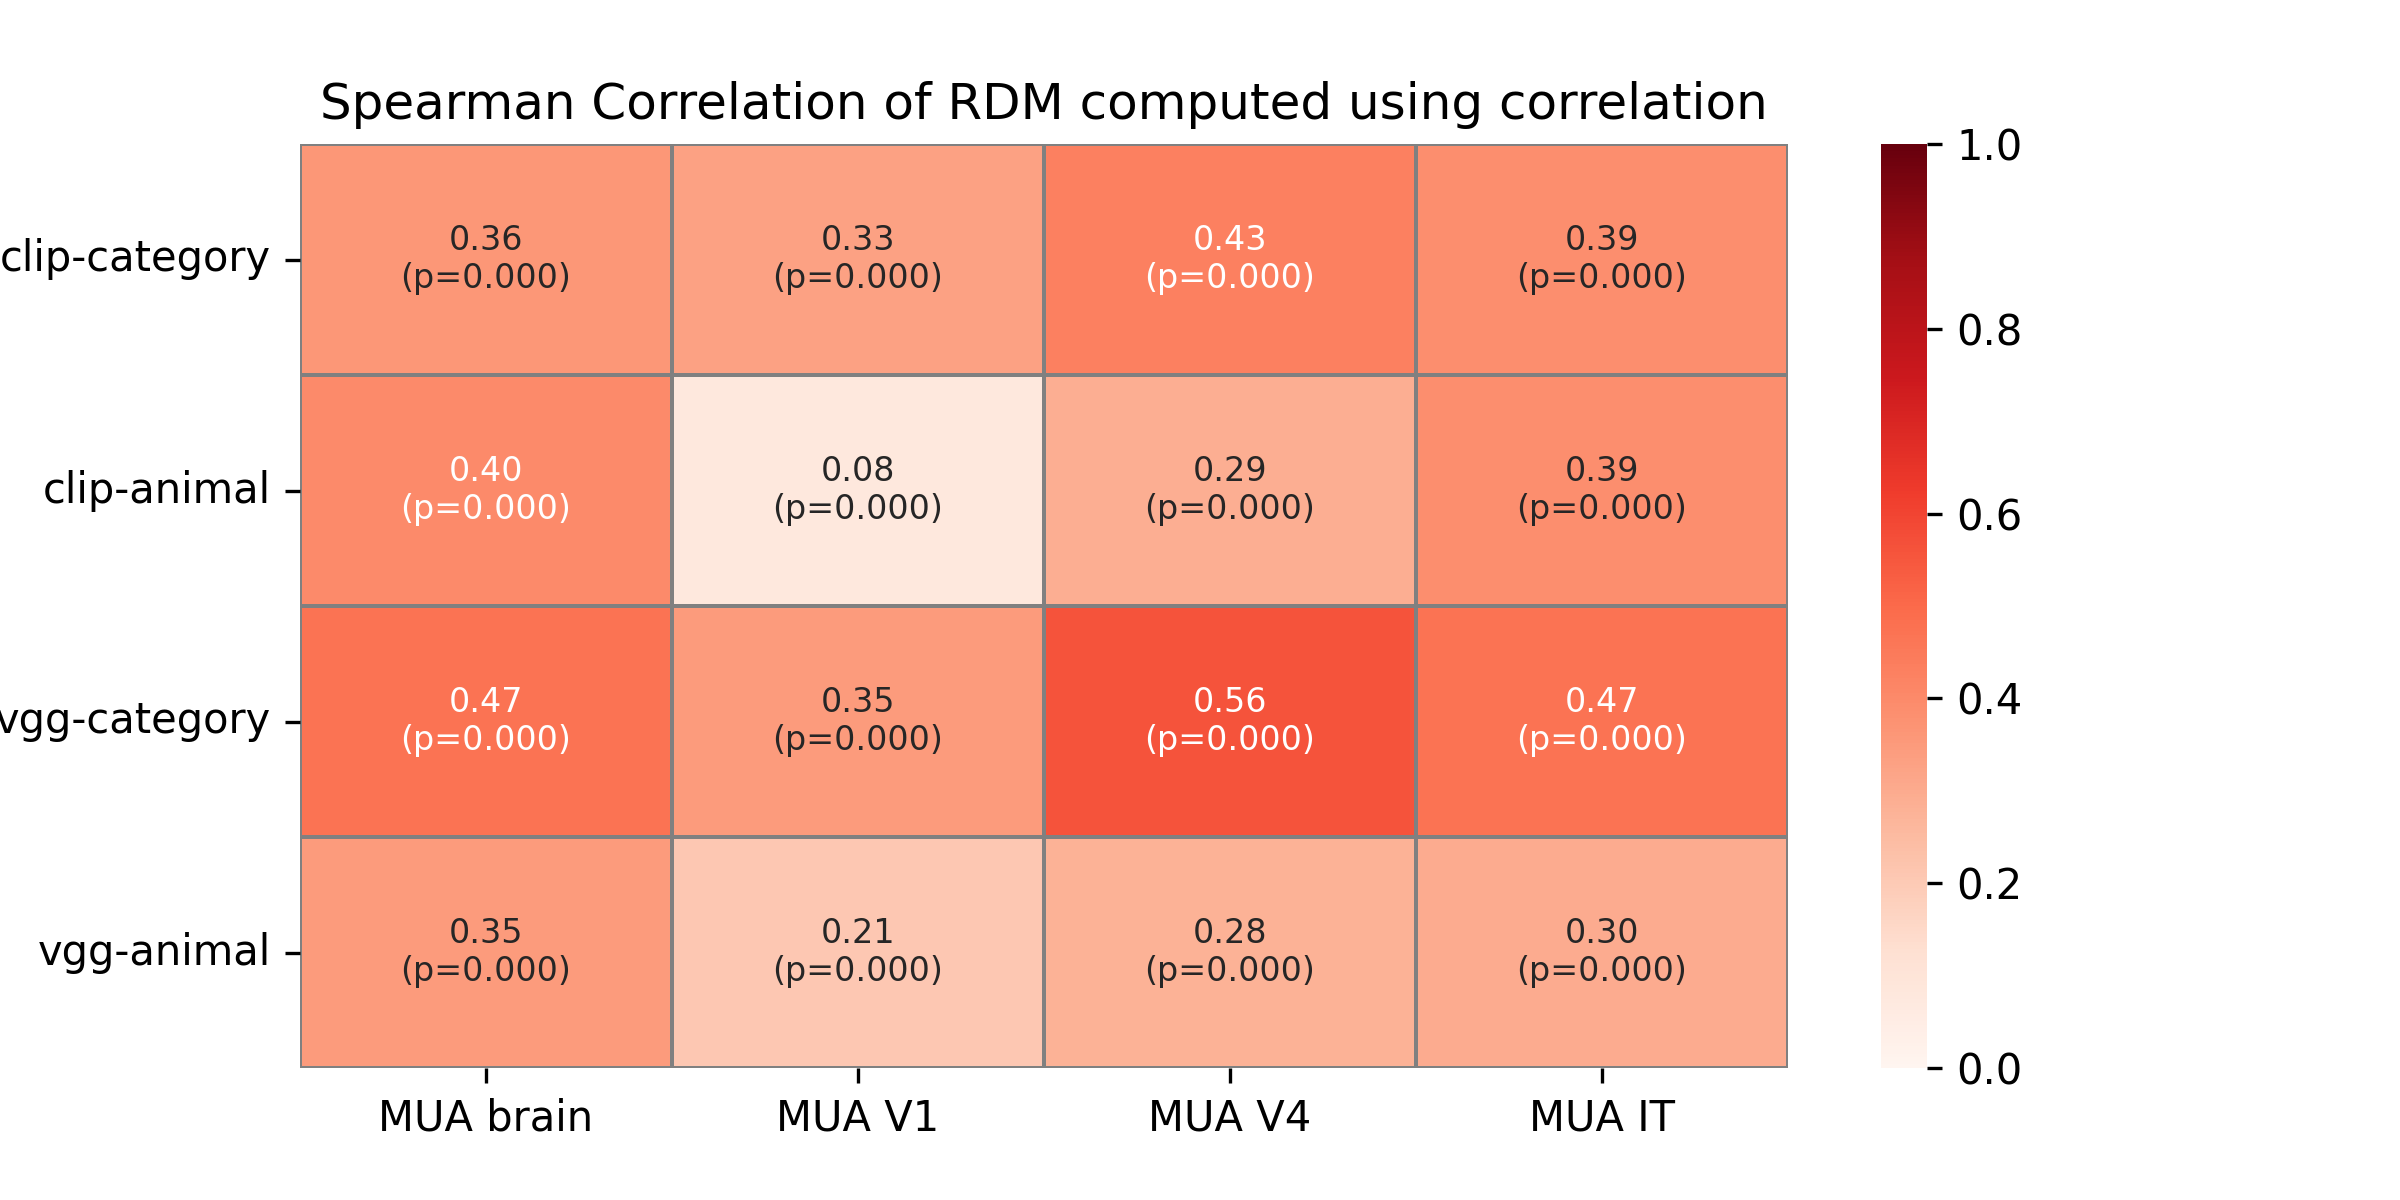 Spearman Correlation of RDM computed using correlation
clip-category
0.36
(p=0.000)
0.33
(p=0.000)
0.43
(p=0.000)
0.39
(p=0.000)
clip-animal
0.40
(p=0.000)
0.08
(p=0.000)
0.29
(p=0.000)
0.39
(p=0.000)
vgg-category
0.47
(p=0.000)
0.35
(p=0.000)
0.56
(p=0.000)
0.47
(p=0.000)
vgg-animal
0.35
(p=0.000)
0.21
(p=0.000)
0.28
(p=0.000)
0.30
(p=0.000)
MUA brain
MUA V1
MUA V4
MUA IT
1.0
0.8
0.6
0.4
0.2
0.0